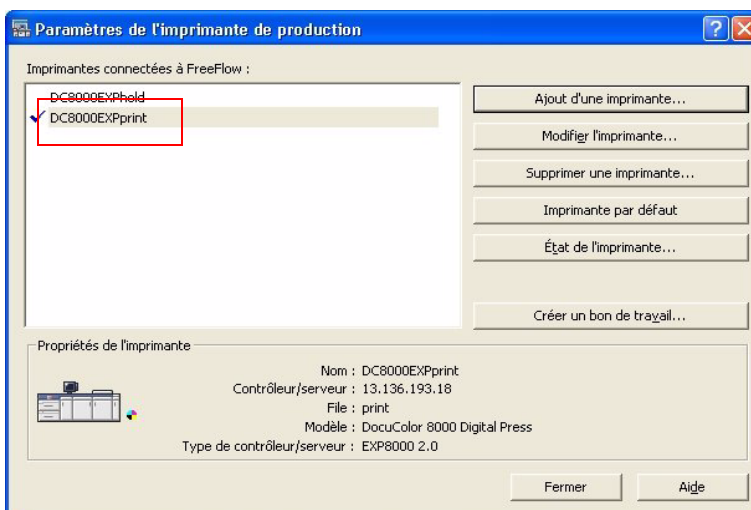 Paramètres de l'imprimante de production
Imprimantes connectées à FreeFlow :
DC8000EXPhold
DC8000EXPprint
Ajout d'une imprimante...
Modifier l'imprimante...
Supprimer une imprimante...
Imprimante par défaut
État de l'imprimante...
Créer un bon de travail...
Propriétés de l'imprimante
Nom : DC8000EXPprint
Contrôleur/serveur : 13.136.193.18
File : print
Modèle : DocuColor 8000 Digital Press
Type de contrôleur/serveur : EXP8000 2.0
Fermer
Aide